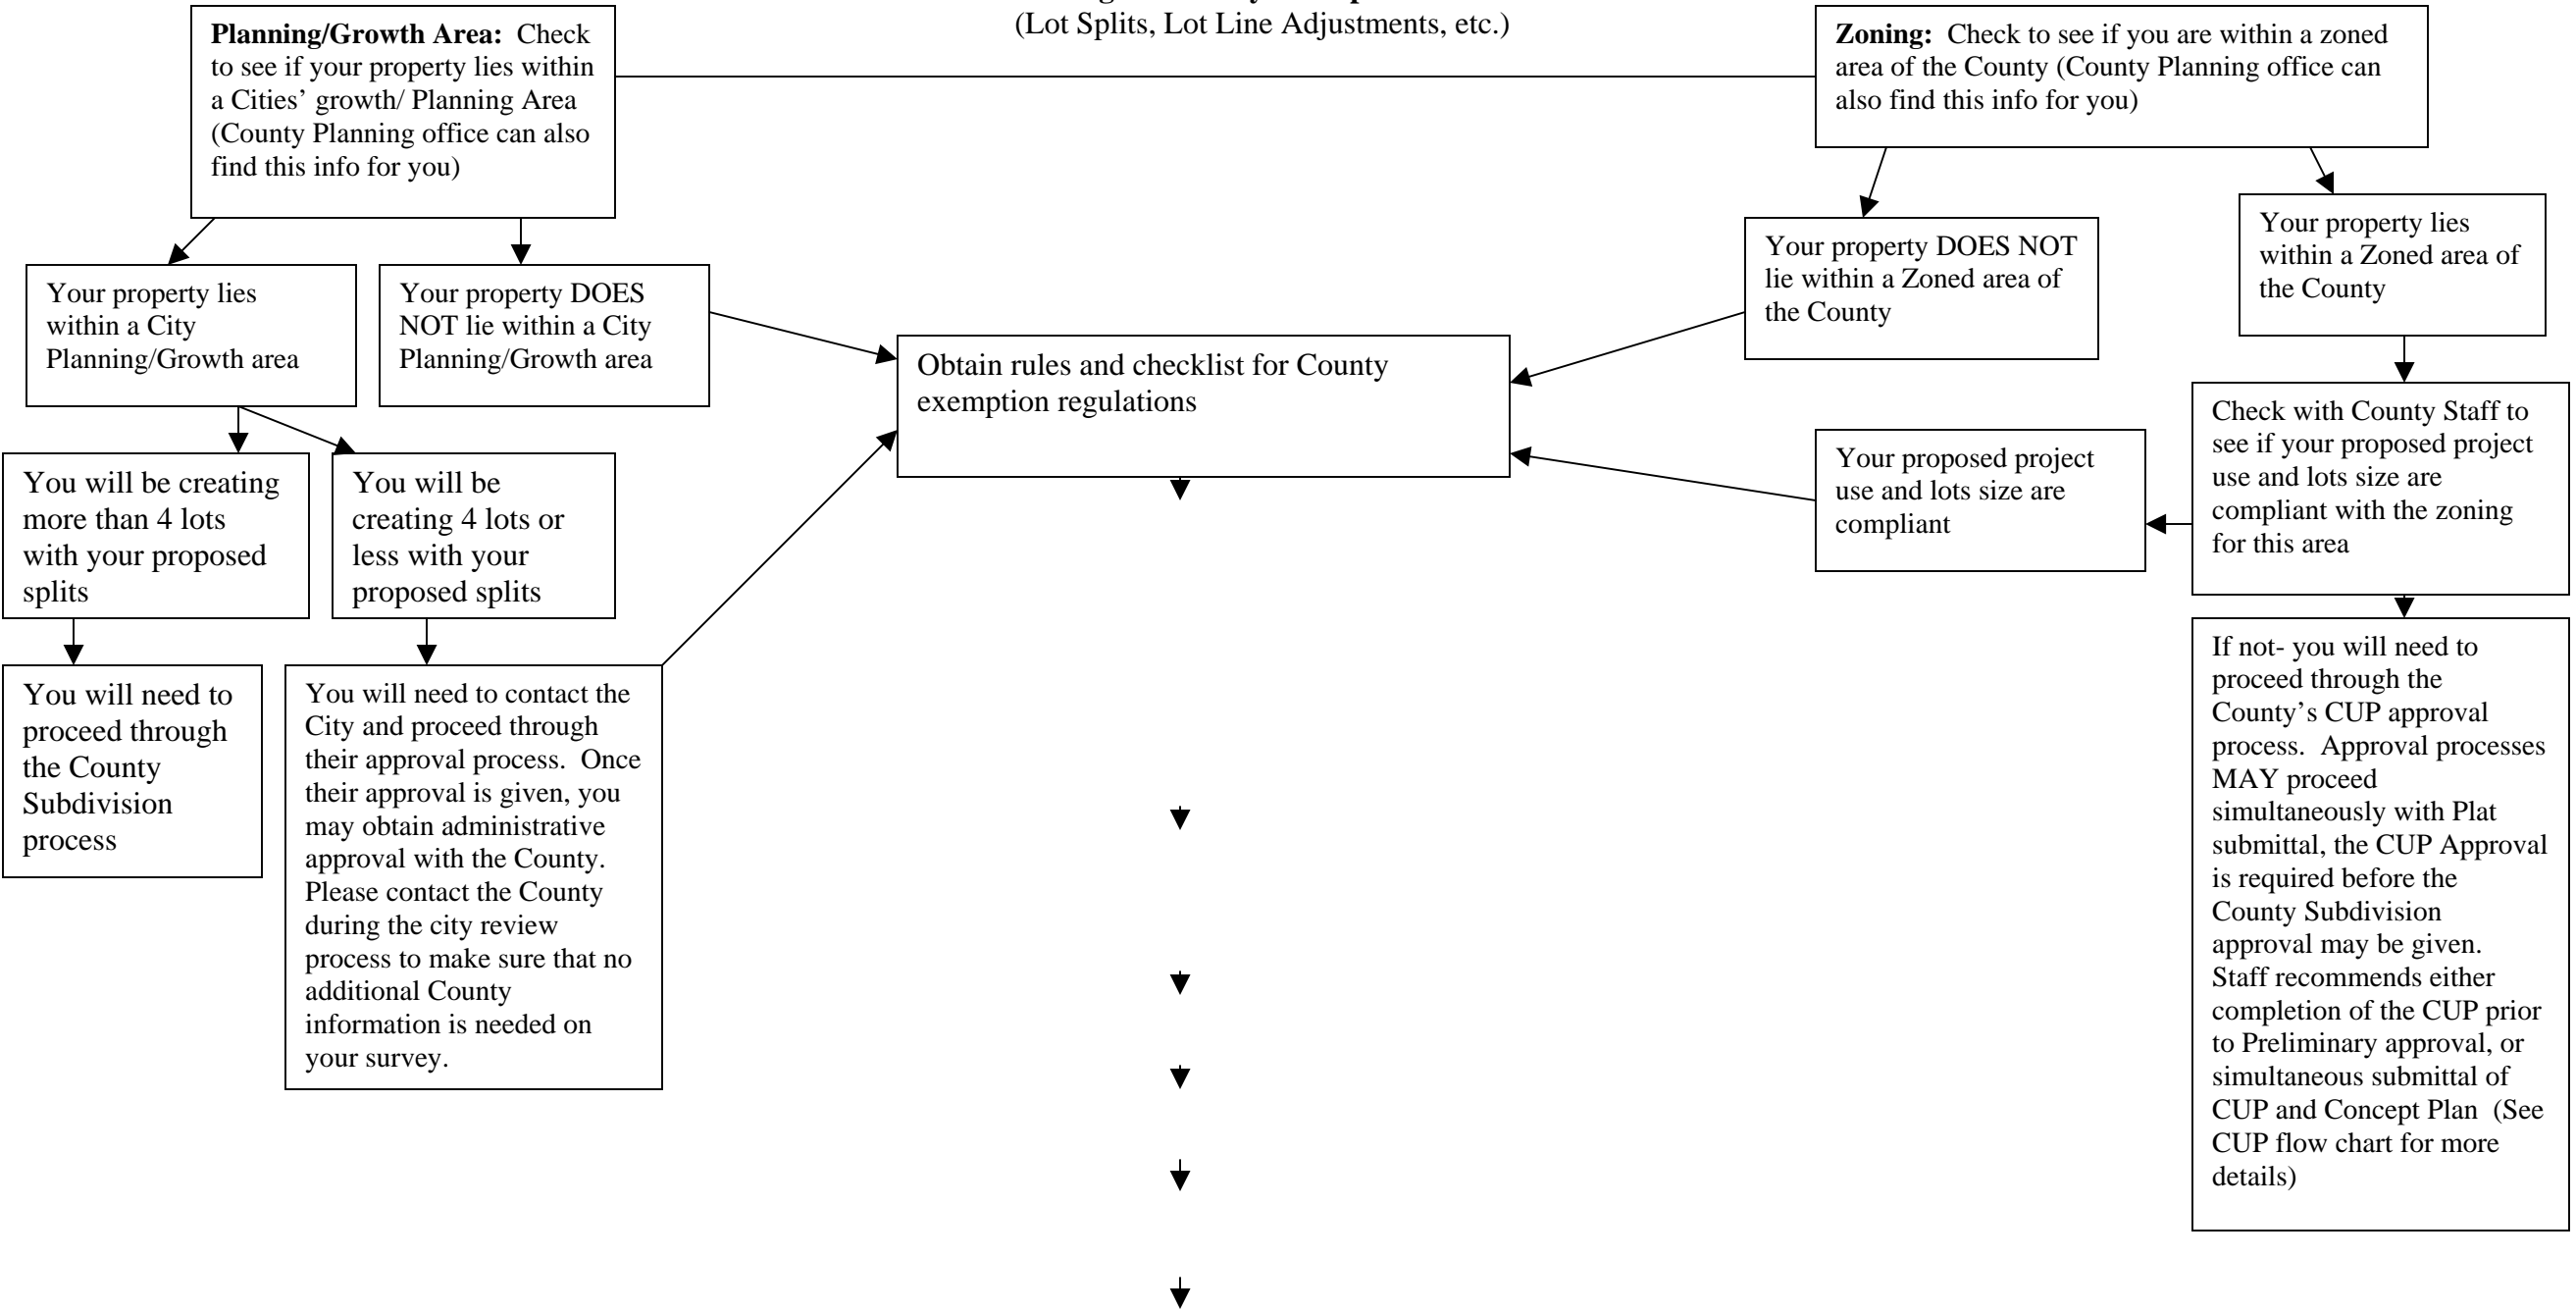 (Lot Splits, Lot Line Adjustments, etc.)
Planning/Growth Area: Check
to see if your property lies within
a Cities’ growth/ Planning Area
(County Planning office can also
find this info for you)
Zoning: Check to see if you are within a zoned
area of the County (County Planning office can
also find this info for you)
Your property lies
within a City
Planning/Growth area
Your property DOES
NOT lie within a City
Planning/Growth area
Your property DOES NOT
lie within a Zoned area of
the County
Your property lies
within a Zoned area of
the County
Obtain rules and checklist for County
exemption regulations
You will be creating
more than 4 lots
with your proposed
splits
You will be
creating 4 lots or
less with your
proposed splits
Your proposed project
use and lots size are
compliant
Check with County Staff to
see if your proposed project
use and lots size are
compliant with the zoning
for this area
You will need to
proceed through
the County
Subdivision
process
You will need to contact the
City and proceed through
their approval process. Once
their approval is given, you
may obtain administrative
approval with the County.
Please contact the County
during the city review
process to make sure that no
additional County
information is needed on
your survey.
If not- you will need to
proceed through the
County’s CUP approval
process. Approval processes
MAY proceed
simultaneously with Plat
submittal, the CUP Approval
is required before the
County Subdivision
approval may be given.
Staff recommends either
completion of the CUP prior
to Preliminary approval, or
simultaneous submittal of
CUP and Concept Plan (See
CUP flow chart for more
details)